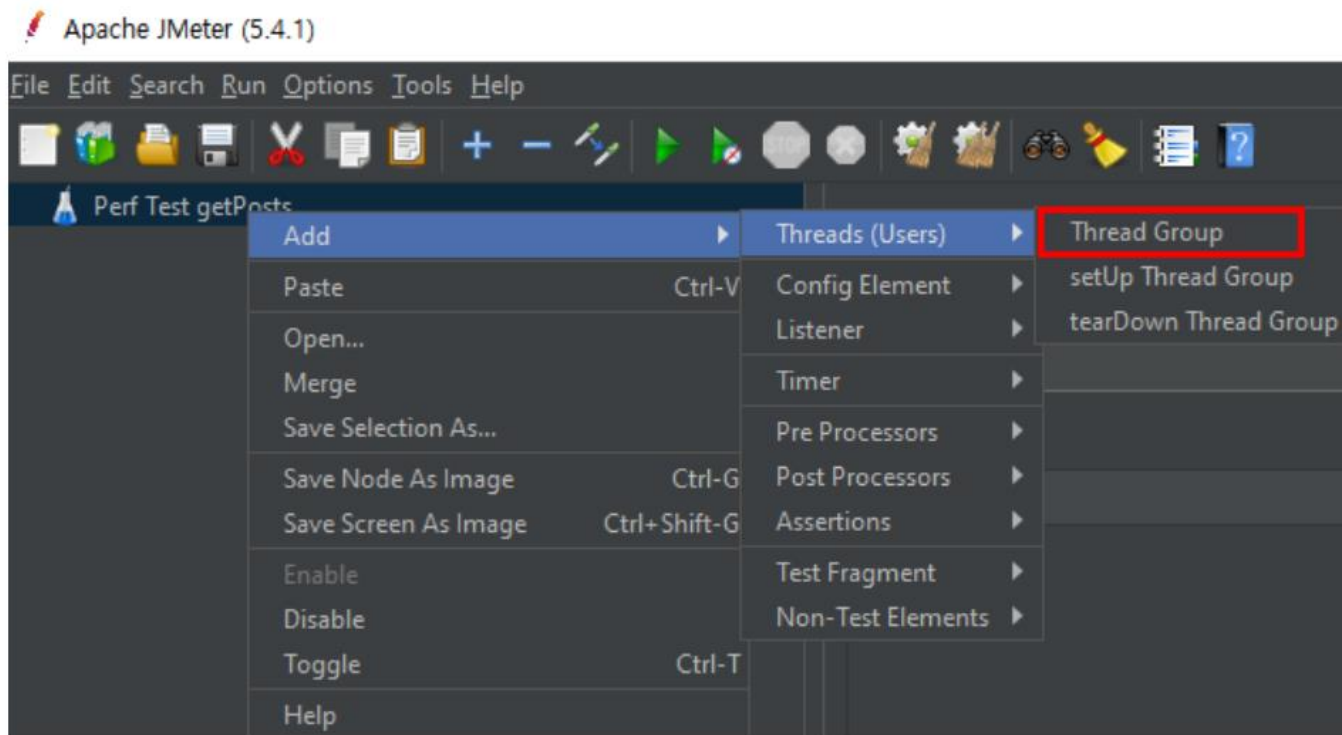 Apache JMeter (5.4.1)
File Edit Search Run Options Tools Help
STOP
Perf Test getPosts
Add
Paste Ctrl-V
Open...
Merge
Save Selection As...
Save Node As Image Ctrl-G
Save Screen As Image Ctrl+Shift-G
Enable
Disable
Toggle Ctrl-T
Help
Threads (Users)
Config Element
Listener
Timer
Pre Processors
Post Processors
Assertions
Test Fragment
Non-Test Elements
Thread Group
setUp Thread Group
tearDown Thread Group